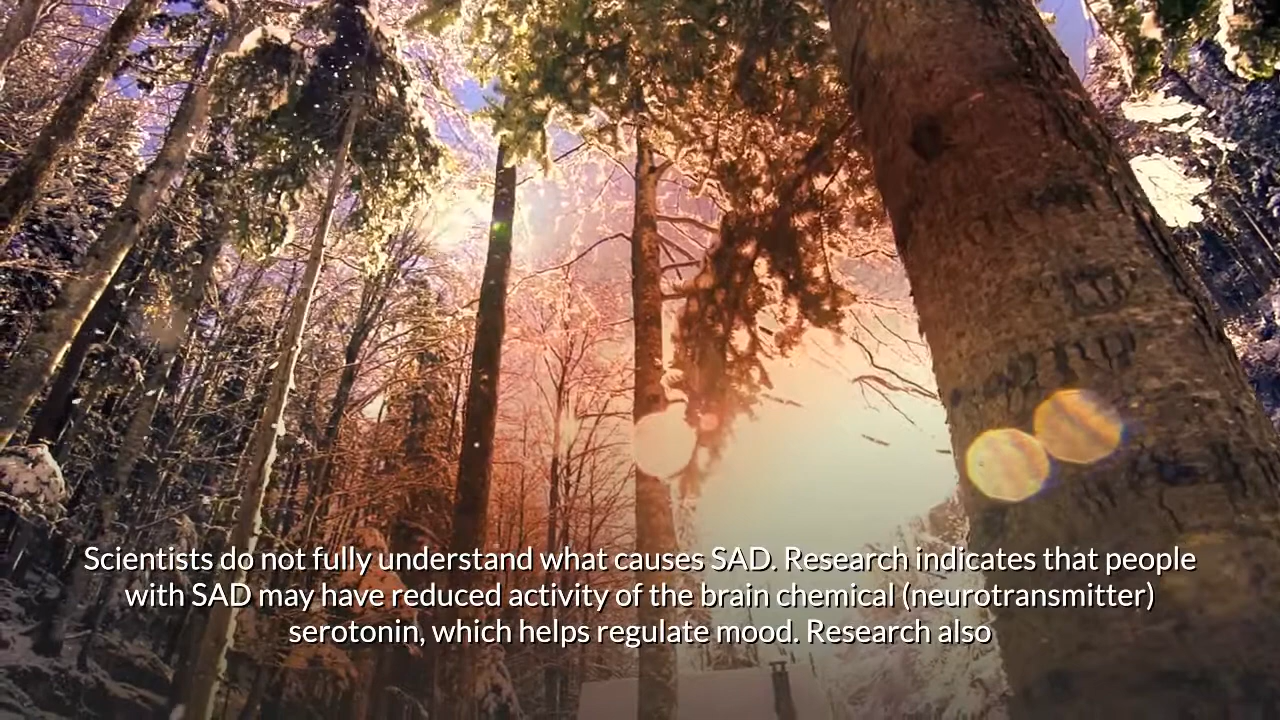 Scientists do not fully understand what causes SAD. Research indicates that people
with SAD may have reduced activity of the brain chemical (neurotransmitter)
serotonin, which helps regulate mood. Research also